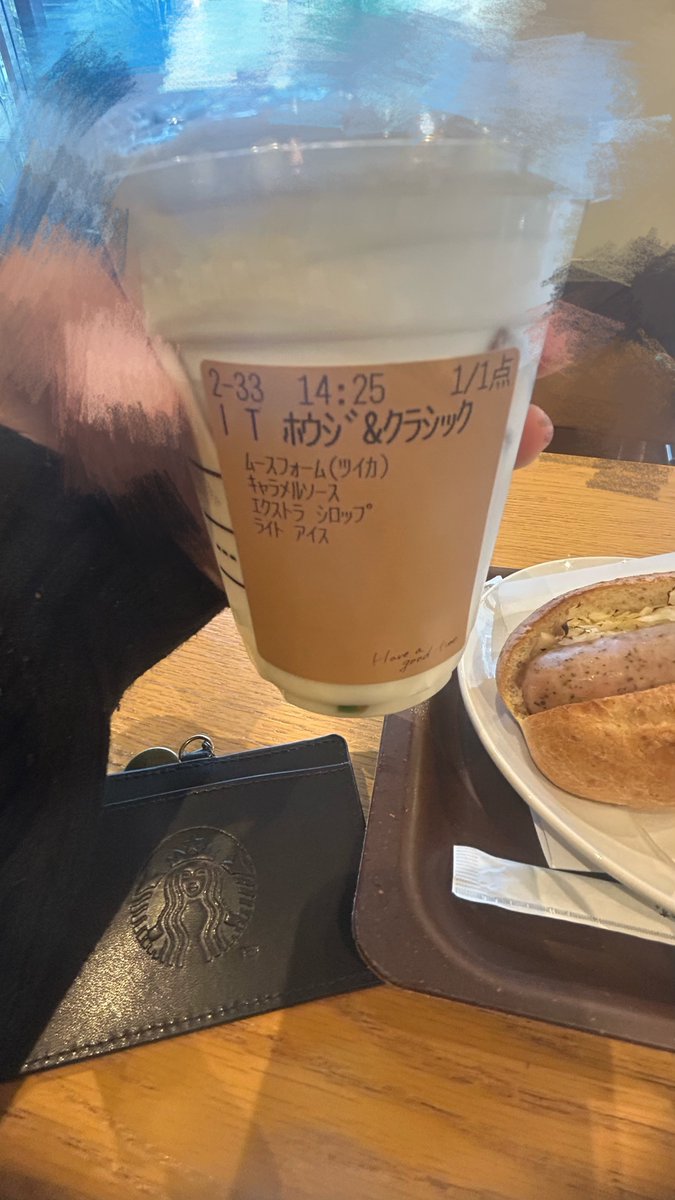 2-33 14:25 1/1点
I T ﾎｳｼﾞ&ｸﾗｼｯｸ
ﾑｰｽﾌｫｰﾑ(ﾂｲｶ)
ｷｬﾗﾒﾙｿｰｽ
ｴｸｽﾄﾗ ｼﾛｯﾌﾟ
ﾗｲﾄ ｱｲｽ
Have a
good time